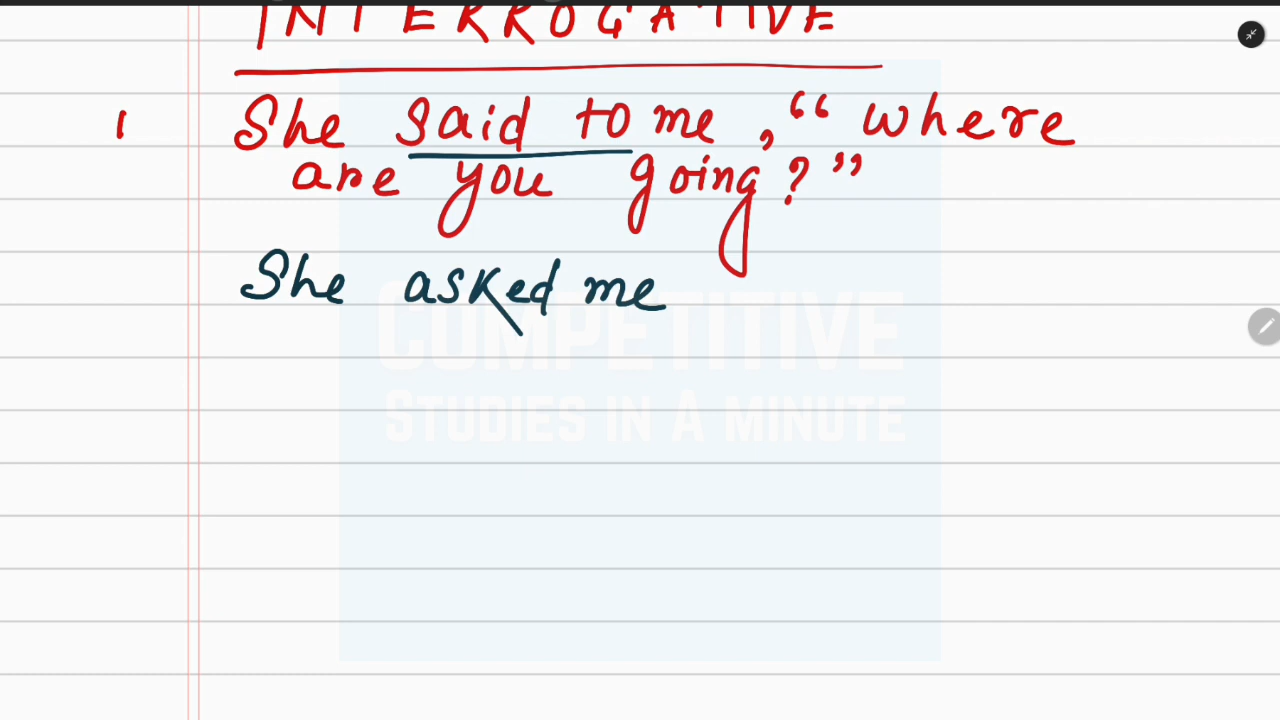 INTERROGATIVE
1 She said to me, “where
are you going?”
She asked me
COMPETITIVE
STUDIES IN A MINUTE